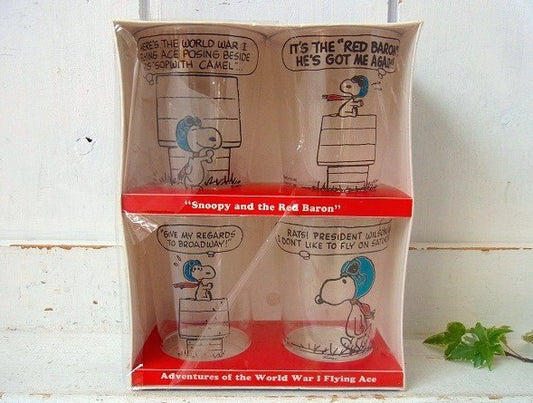 HERE'S THE WORLD WAR I
FLYING ACE POSING BESIDE
"SOPWITH CAMEL"...
IT'S THE "RED BARON"
HE'S GOT ME AGAIN!
"Snoopy and the Red Baron"
"GIVE MY REGARDS
TO BROADWAY!"
RATS! PRESIDENT WILSON
I DON'T LIKE TO FLY ON
Adventures of the World War I Flying Ace